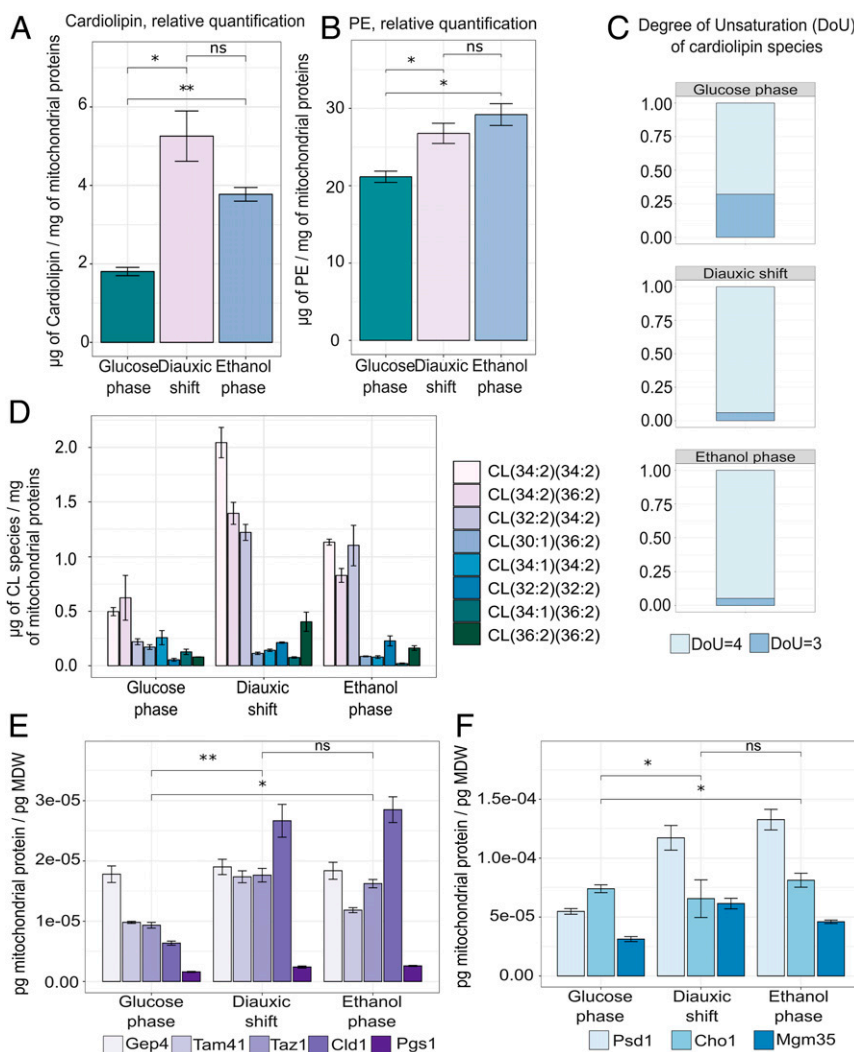 A
Cardiolipin, relative quantification
µg of Cardiolipin / mg of mitochondrial proteins
6
4
2
0
*
ns
**
Glucose phase
Diauxic shift
Ethanol phase
B
PE, relative quantification
µg of PE / mg of mitochondrial proteins
30
20
10
0
*
ns
*
Glucose phase
Diauxic shift
Ethanol phase
C
Degree of Unsaturation (DoU)
of cardiolipin species
Glucose phase
1.00
0.75
0.50
0.25
0.00
Diauxic shift
1.00
0.75
0.50
0.25
0.00
Ethanol phase
1.00
0.75
0.50
0.25
0.00
DoU=4 DoU=3
D
µg of CL species / mg
of mitochondrial proteins
2.0
1.5
1.0
0.5
0.0
Glucose phase
Diauxic shift
Ethanol phase
CL(34:2)(34:2)
CL(34:2)(36:2)
CL(32:2)(34:2)
CL(30:1)(36:2)
CL(34:1)(34:2)
CL(32:2)(32:2)
CL(34:1)(36:2)
CL(36:2)(36:2)
E
pg mitochondrial protein / pg MDW
3e-05
2e-05
1e-05
0.00
**
ns
*
Glucose phase
Diauxic shift
Ethanol phase
Gep4 Tam41 Taz1 Cld1 Pgs1
F
pg mitochondrial protein / pg MDW
1.5e-04
1.0e-04
5e-05
0.00
*
ns
*
Glucose phase
Diauxic shift
Ethanol phase
Psd1 Cho1 Mgm35